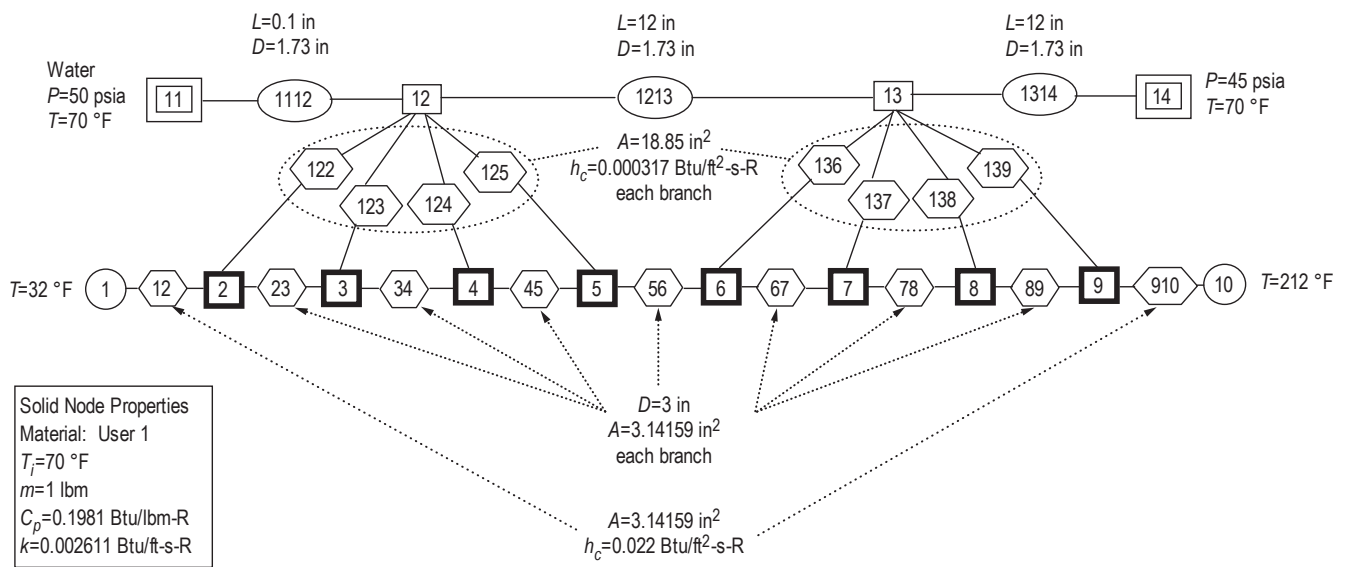 L=0.1 in
D=1.73 in
L=12 in
D=1.73 in
L=12 in
D=1.73 in
Water
P=50 psia
T=70 °F
11
1112
12
1213
13
1314
14
P=45 psia
T=70 °F
A=18.85 in²
h_c=0.000317 Btu/ft²-s-R
each branch
122
123
124
125
136
137
138
139
T=32 °F
1
12
2
23
3
34
4
45
5
56
6
67
7
78
8
89
9
910
10
T=212 °F
Solid Node Properties
Material: User 1
T_i=70 °F
m=1 lbm
C_p=0.1981 Btu/lbm-R
k=0.002611 Btu/ft-s-R
D=3 in
A=3.14159 in²
each branch
A=3.14159 in²
h_c=0.022 Btu/ft²-s-R